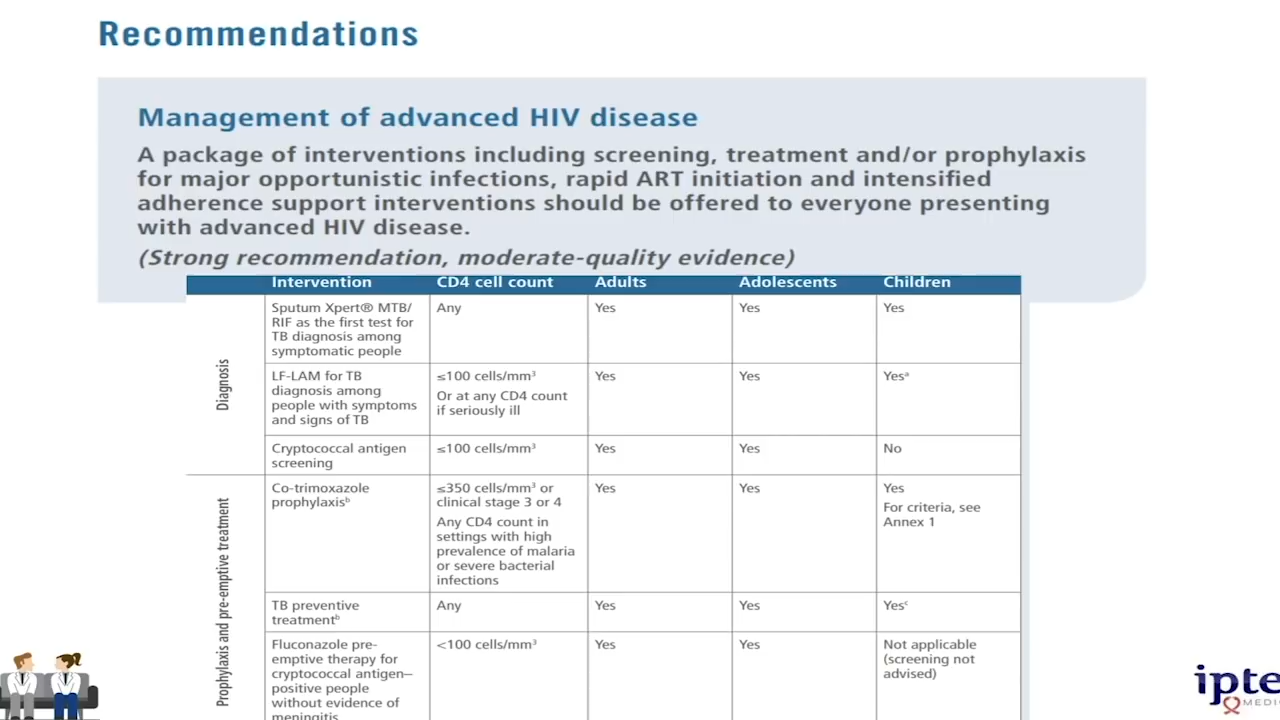 Recommendations
Management of advanced HIV disease
A package of interventions including screening, treatment and/or prophylaxis
for major opportunistic infections, rapid ART initiation and intensified
adherence support interventions should be offered to everyone presenting
with advanced HIV disease.
(Strong recommendation, moderate-quality evidence)
Intervention CD4 cell count Adults Adolescents Children
Diagnosis
Sputum Xpert® MTB/
RIF as the first test for
TB diagnosis among
symptomatic people
Any
Yes
Yes
Yes
LF-LAM for TB
diagnosis among
people with symptoms
and signs of TB
≤100 cells/mm³
Or at any CD4 count
if seriously ill
Yes
Yes
Yesᵃ
Cryptococcal antigen
screening
≤100 cells/mm³
Yes
Yes
No
Prophylaxis and pre-emptive treatment
Co-trimoxazole
prophylaxisᵇ
≤350 cells/mm³ or
clinical stage 3 or 4
Any CD4 count in
settings with high
prevalence of malaria
or severe bacterial
infections
Yes
Yes
Yes
For criteria, see
Annex 1
TB preventive
treatmentᵇ
Any
Yes
Yes
Yesᶜ
Fluconazole pre-
emptive therapy for
cryptococcal antigen–
positive people
without evidence of
meningitis
<100 cells/mm³
Yes
Yes
Not applicable
(screening not
advised)
ipte
MEDIC